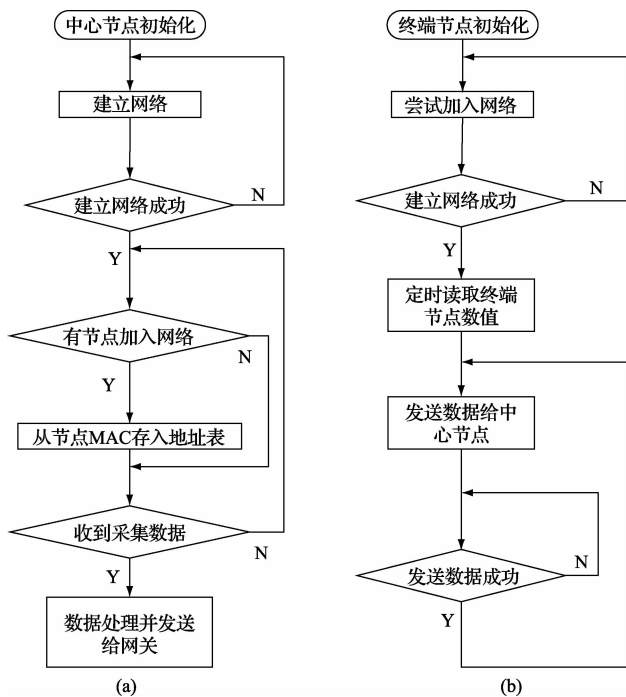 中心节点初始化
建立网络
建立网络成功
N
Y
有节点加入网络
N
Y
从节点MAC存入地址表
收到采集数据
N
Y
数据处理并发送
给网关
(a)
终端节点初始化
尝试加入网络
建立网络成功
N
Y
定时读取终端
节点数值
发送数据给中
心节点
发送数据成功
N
Y
(b)